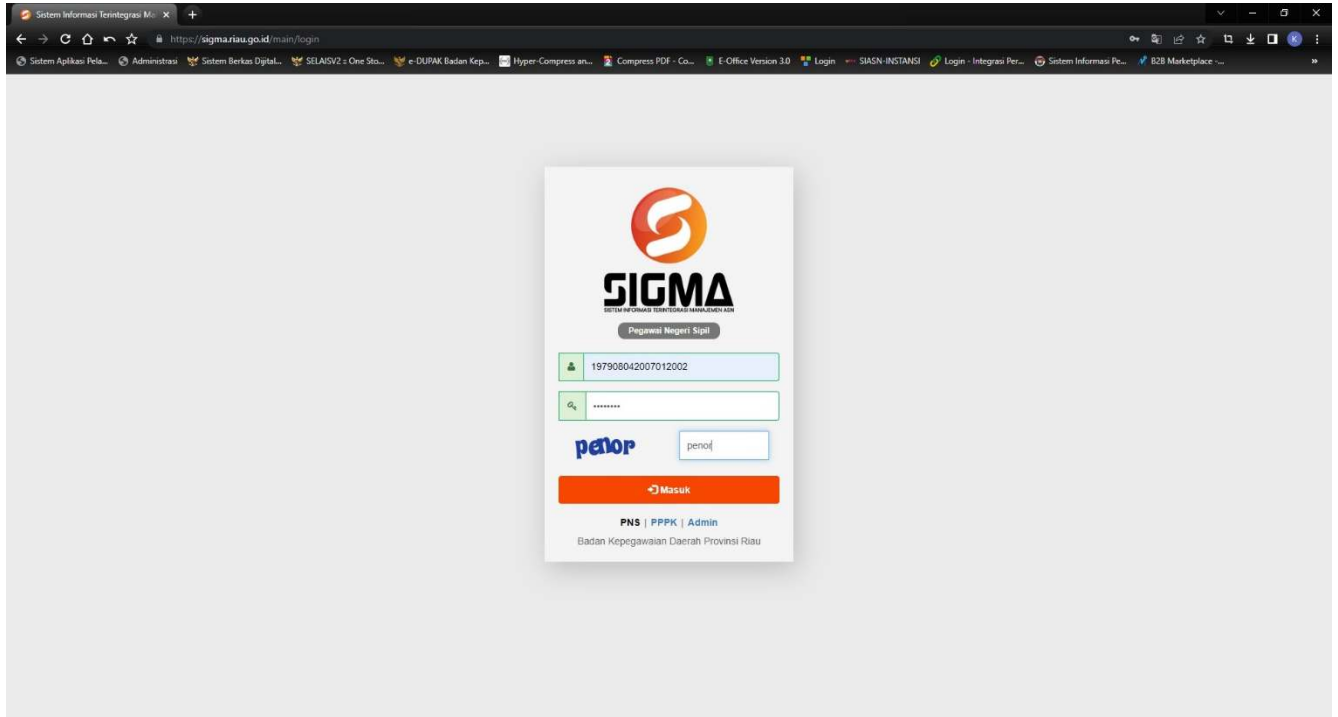 Sistem Informasi Terintegrasi Ma
https://sigma.riau.go.id/main/login
K
Sistem Aplikasi Pela... Administrasi Sistem Berkas Dijital... SELAISV2 :: One Sto... e-DUPAK Badan Kep... Hyper-Compress an... Compress PDF - Co... E-Office Version 3.0 Login SIASN-INSTANSI Login - Integrasi Per... Sistem Informasi Pe... B2B Marketplace -... »
SIGMA
SISTEM INFORMASI TERINTEGRASI MANAJEMEN ASN
Pegawai Negeri Sipil
197908042007012002
penor penor
Masuk
PNS | PPPK | Admin
Badan Kepegawaian Daerah Provinsi Riau